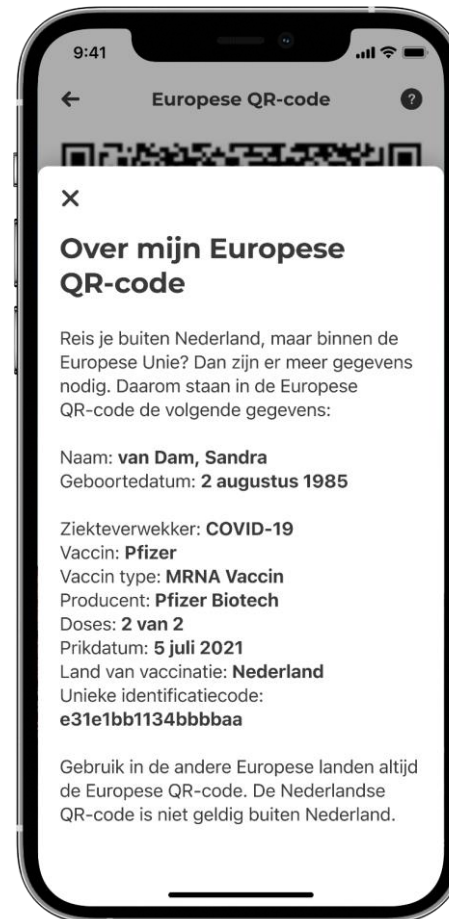 9:41
Europese QR-code
?
Over mijn Europese
QR-code
Reis je buiten Nederland, maar binnen de
Europese Unie? Dan zijn er meer gegevens
nodig. Daarom staan in de Europese
QR-code de volgende gegevens:
Naam: van Dam, Sandra
Geboortedatum: 2 augustus 1985
Ziekteverwekker: COVID-19
Vaccin: Pfizer
Vaccin type: MRNA Vaccin
Producent: Pfizer Biotech
Doses: 2 van 2
Prikdatum: 5 juli 2021
Land van vaccinatie: Nederland
Unieke identificatiecode:
e31e1bb1134bbbbaa
Gebruik in de andere Europese landen altijd
de Europese QR-code. De Nederlandse
QR-code is niet geldig buiten Nederland.